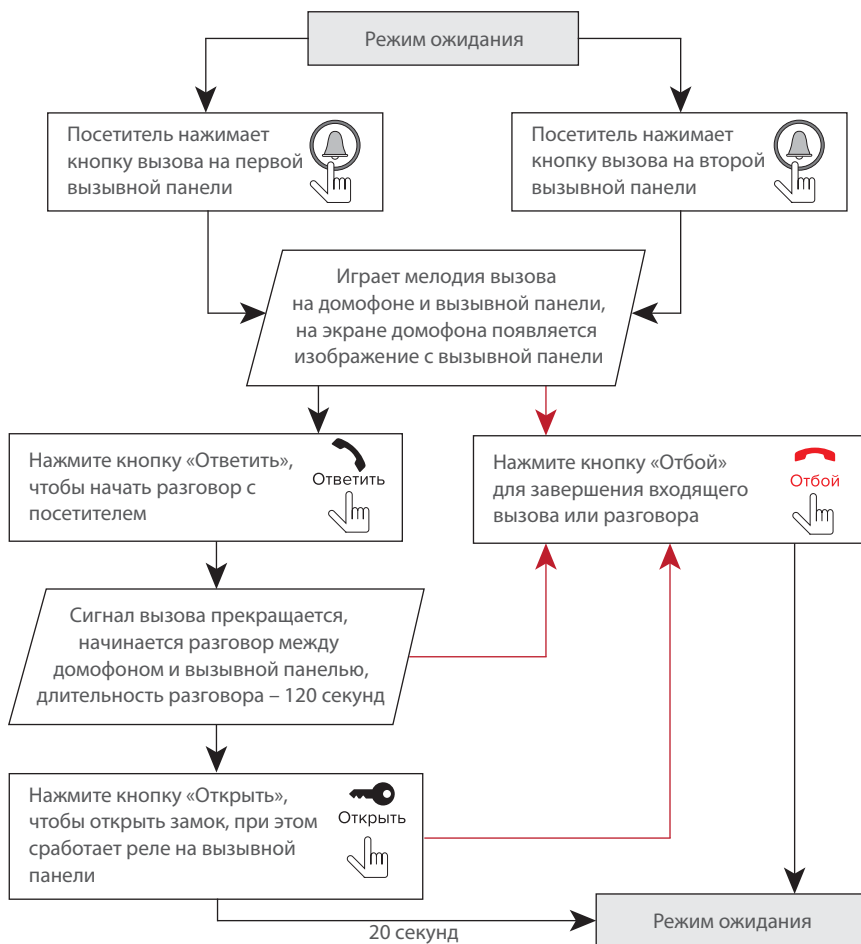 Режим ожидания
Посетитель нажимает
кнопку вызова на первой
вызывной панели
Посетитель нажимает
кнопку вызова на второй
вызывной панели
Играет мелодия вызова
на домофоне и вызывной панели,
на экране домофона появляется
изображение с вызывной панели
Нажмите кнопку «Ответить»,
чтобы начать разговор с
посетителем
Ответить
Нажмите кнопку «Отбой»
для завершения входящего
вызова или разговора
Отбой
Сигнал вызова прекращается,
начинается разговор между
домофоном и вызывной панелью,
длительность разговора – 120 секунд
Нажмите кнопку «Открыть»,
чтобы открыть замок, при этом
сработает реле на вызывной
панели
Открыть
20 секунд
Режим ожидания